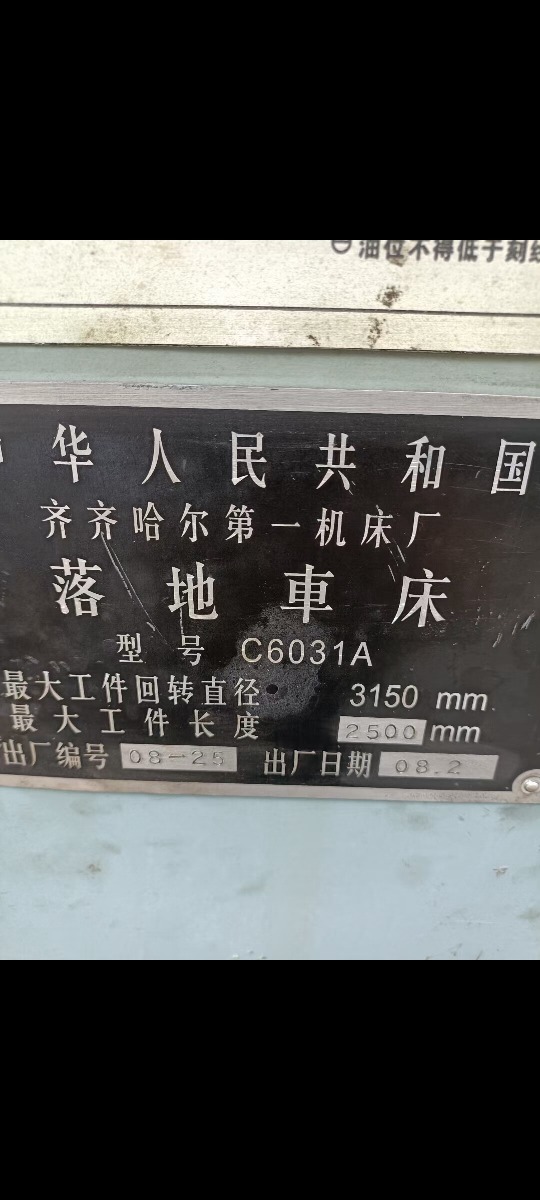 油位不得低于刻线
中华人民共和国
齐齐哈尔第一机床厂
落地車床
型号 C6031A
最大工件回转直径 3150 mm
最大工件长度 2500 mm
出厂编号 08-25 出厂日期 08.2